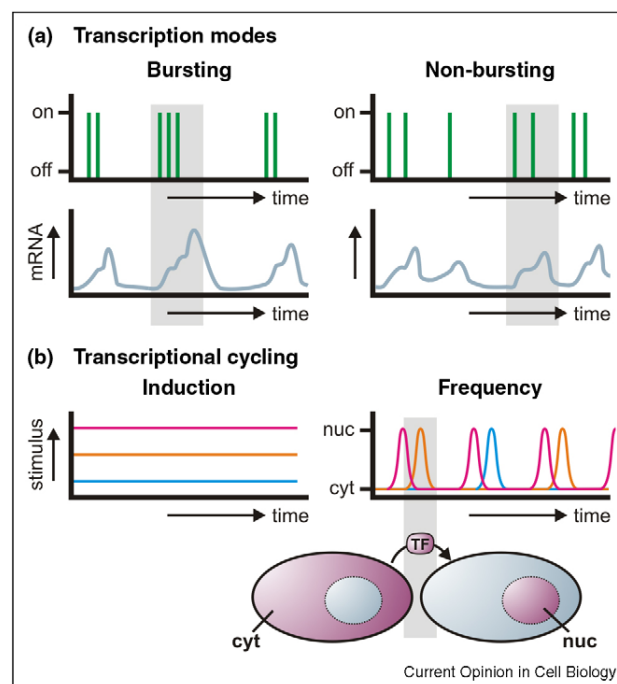 (a) Transcription modes
Bursting Non-bursting
on on
off off
time time
mRNA
time time
(b) Transcriptional cycling
Induction Frequency
stimulus
nuc
cyt
time time
TF
cyt nuc
Current Opinion in Cell Biology